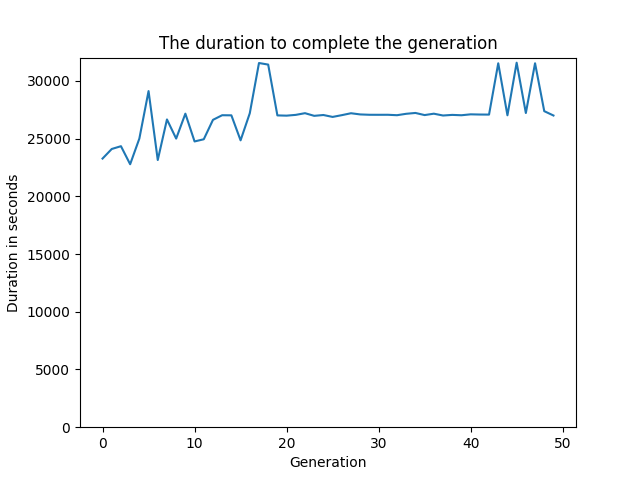 The duration to complete the generation
30000
25000
20000
15000
10000
5000
0
Duration in seconds
0 10 20 30 40 50
Generation